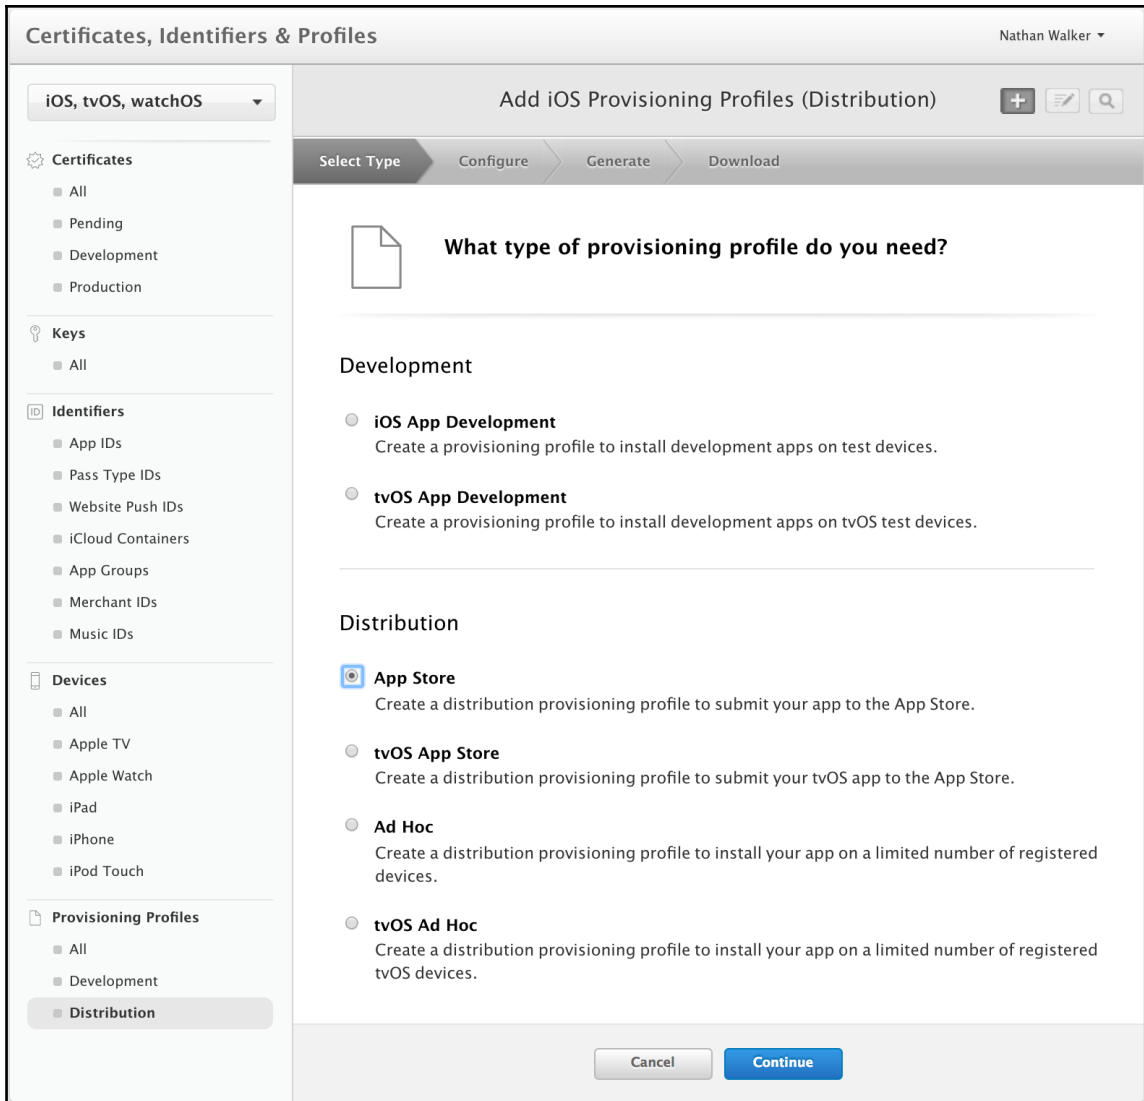 Certificates, Identifiers & Profiles
Nathan Walker
iOS, tvOS, watchOS
Add iOS Provisioning Profiles (Distribution)
Certificates
All
Pending
Development
Production
Keys
All
ID
Identifiers
App IDs
Pass Type IDs
Website Push IDs
iCloud Containers
App Groups
Merchant IDs
Music IDs
Devices
All
Apple TV
Apple Watch
iPad
iPhone
iPod Touch
Provisioning Profiles
All
Development
Distribution
Select Type
Configure
Generate
Download
What type of provisioning profile do you need?
Development
iOS App Development
Create a provisioning profile to install development apps on test devices.
tvOS App Development
Create a provisioning profile to install development apps on tvOS test devices.
Distribution
App Store
Create a distribution provisioning profile to submit your app to the App Store.
tvOS App Store
Create a distribution provisioning profile to submit your tvOS app to the App Store.
Ad Hoc
Create a distribution provisioning profile to install your app on a limited number of registered
devices.
tvOS Ad Hoc
Create a distribution provisioning profile to install your app on a limited number of registered
tvOS devices.
Cancel
Continue